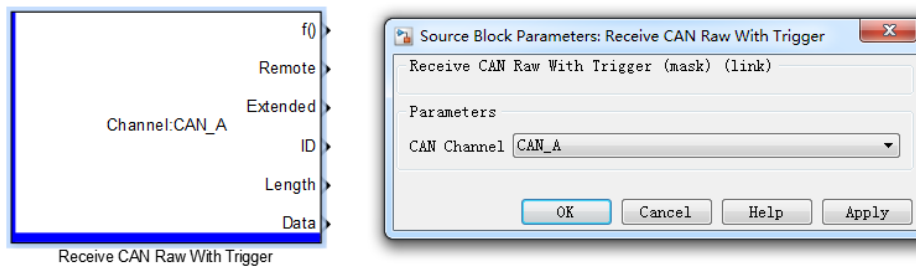 f()
Remote
Extended
Channel:CAN_A
ID
Length
Data
Receive CAN Raw With Trigger
Source Block Parameters: Receive CAN Raw With Trigger
Receive CAN Raw With Trigger (mask) (link)
Parameters
CAN Channel CAN_A
OK Cancel Help Apply